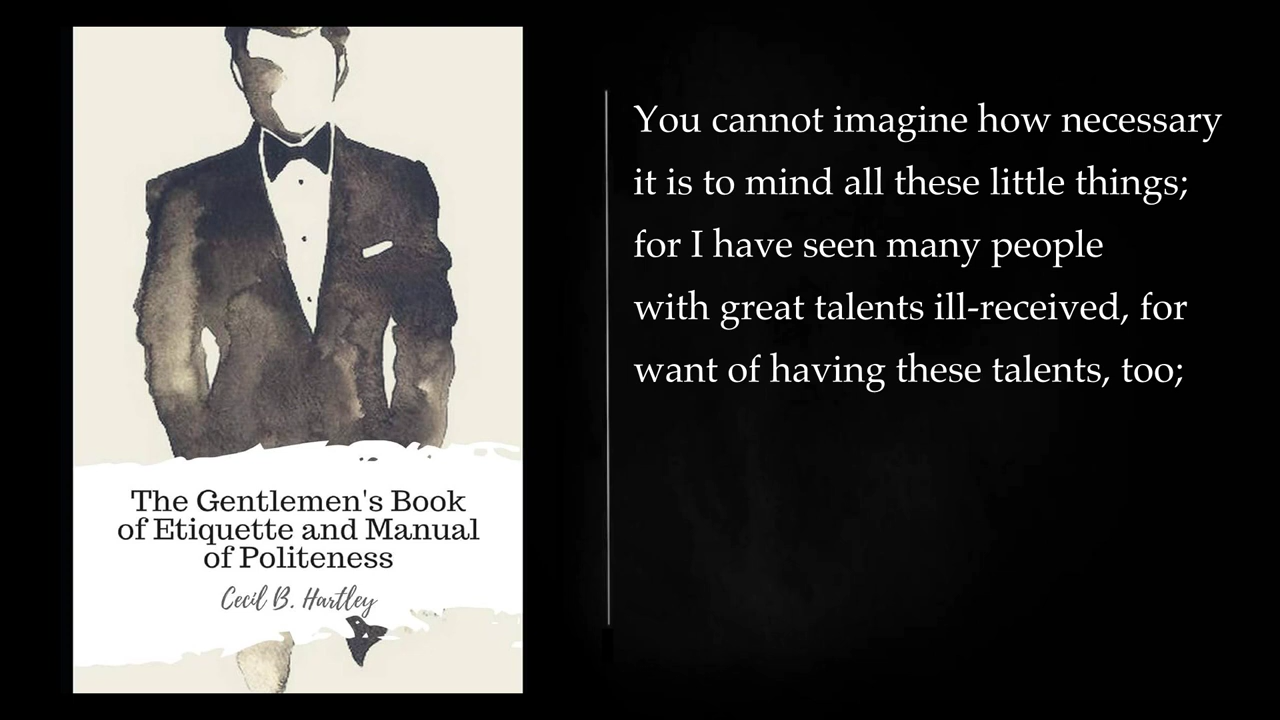 The Gentlemen's Book
of Etiquette and Manual
of Politeness
Cecil B. Hartley
You cannot imagine how necessary
it is to mind all these little things;
for I have seen many people
with great talents ill-received, for
want of having these talents, too;